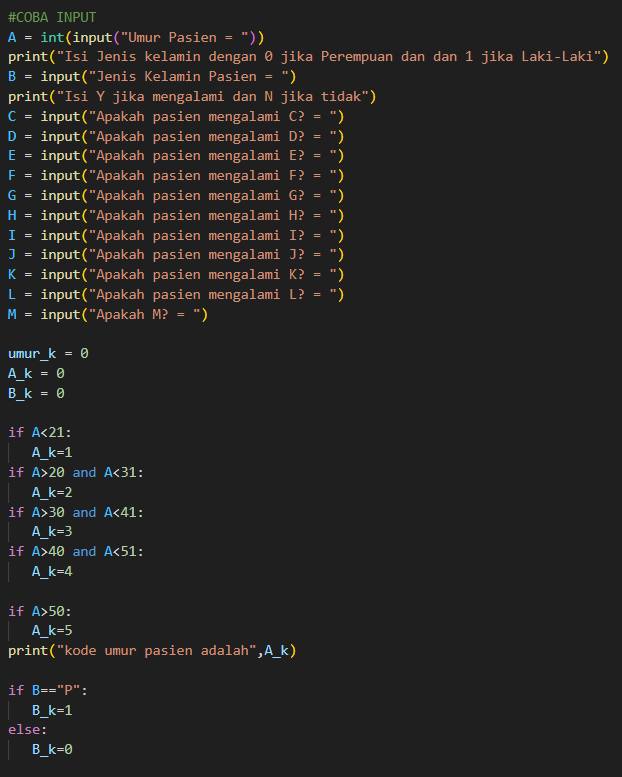 #COBA INPUT
A = int(input("Umur Pasien = "))
print("Isi Jenis kelamin dengan 0 jika Perempuan dan dan 1 jika Laki-Laki")
B = input("Jenis Kelamin Pasien = ")
print("Isi Y jika mengalami dan N jika tidak")
C = input("Apakah pasien mengalami C? = ")
D = input("Apakah pasien mengalami D? = ")
E = input("Apakah pasien mengalami E? = ")
F = input("Apakah pasien mengalami F? = ")
G = input("Apakah pasien mengalami G? = ")
H = input("Apakah pasien mengalami H? = ")
I = input("Apakah pasien mengalami I? = ")
J = input("Apakah pasien mengalami J? = ")
K = input("Apakah pasien mengalami K? = ")
L = input("Apakah pasien mengalami L? = ")
M = input("Apakah M? = ")
umur_k = 0
A_k = 0
B_k = 0
if A<21:
   A_k=1
if A>20 and A<31:
   A_k=2
if A>30 and A<41:
   A_k=3
if A>40 and A<51:
   A_k=4
if A>50:
   A_k=5
print("kode umur pasien adalah",A_k)
if B=="P":
   B_k=1
else:
   B_k=0